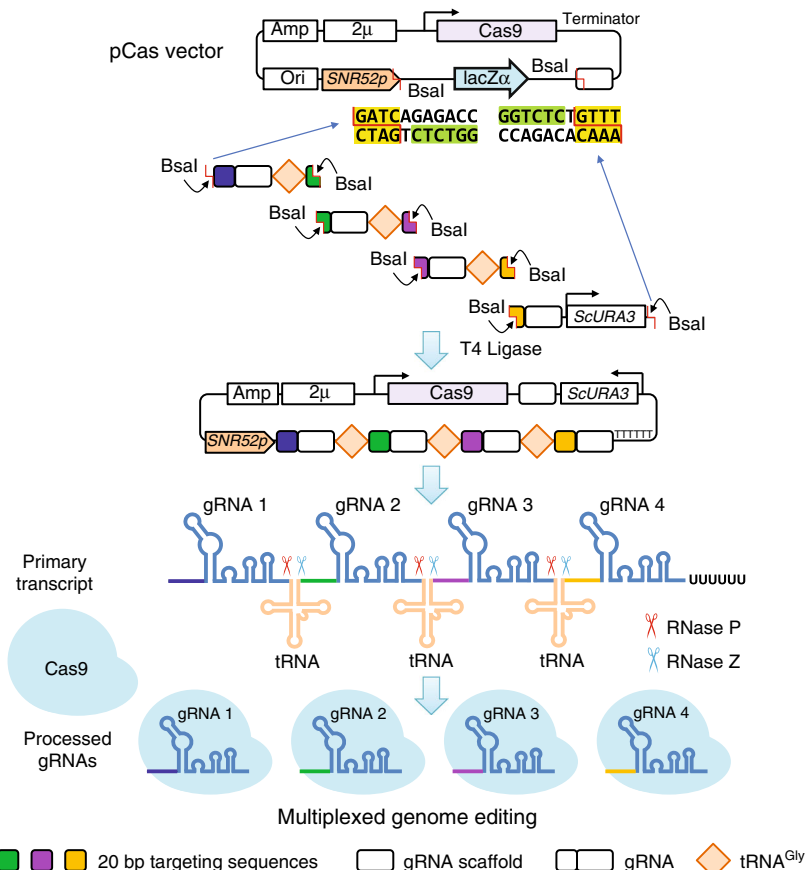 Amp 2μ Cas9 Terminator
pCas vector
Ori SNR52p BsaI lacZα BsaI
GATCAGAGACC GGTCTCTGTTT
CTAGTCTCTGG CCAGACACAAA
BsaI BsaI
BsaI BsaI
BsaI BsaI
BsaI ScURA3 BsaI
T4 Ligase
Amp 2μ Cas9 ScURA3
SNR52p TTTTTT
gRNA 1 gRNA 2 gRNA 3 gRNA 4
Primary
transcript
UUUUUU
tRNA tRNA tRNA
RNase P
RNase Z
Cas9
Processed
gRNAs
gRNA 1 gRNA 2 gRNA 3 gRNA 4
Multiplexed genome editing
20 bp targeting sequences gRNA scaffold gRNA tRNAGly